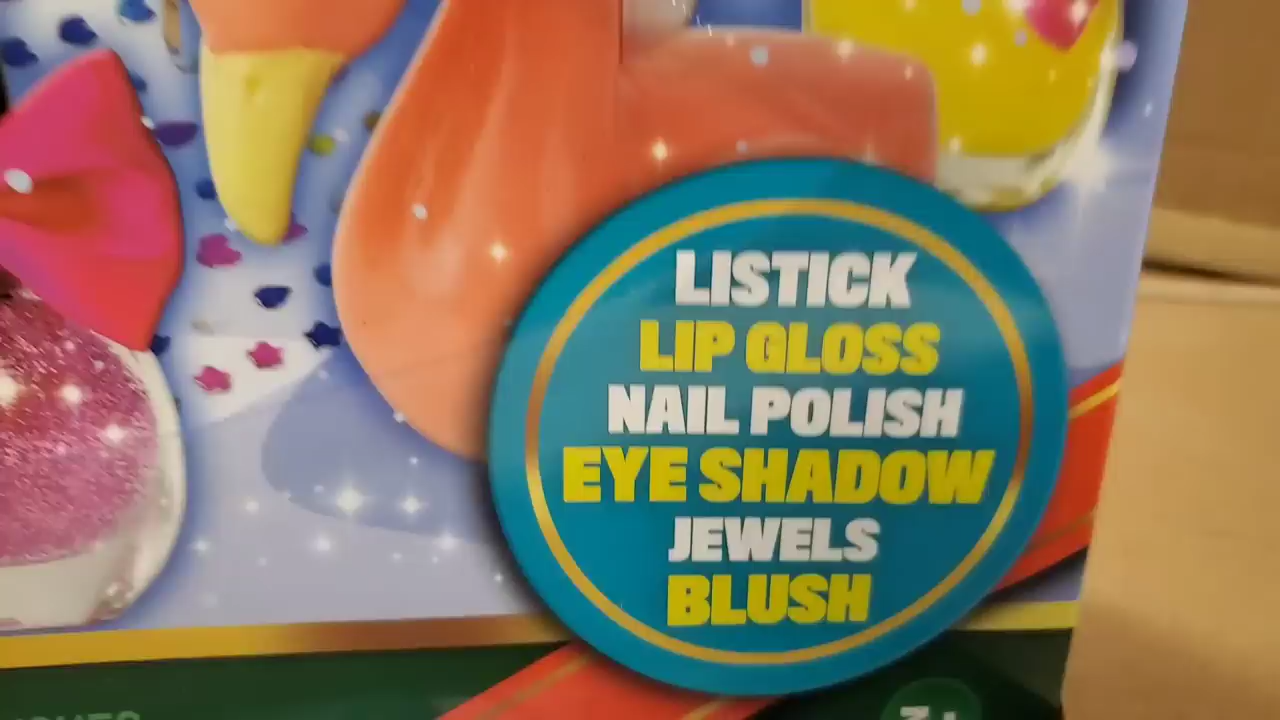 LISTICK
LIP GLOSS
NAIL POLISH
EYE SHADOW
JEWELS
BLUSH